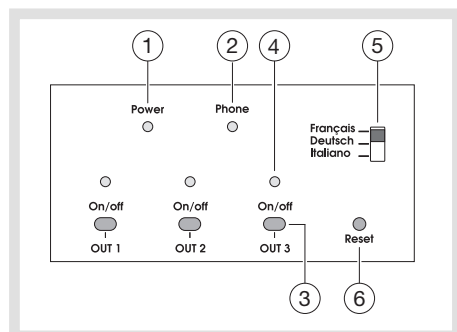 1 2 4 5
Power Phone
Français
Deutsch
Italiano
On/off On/off On/off
OUT 1 OUT 2 OUT 3 Reset
3 6